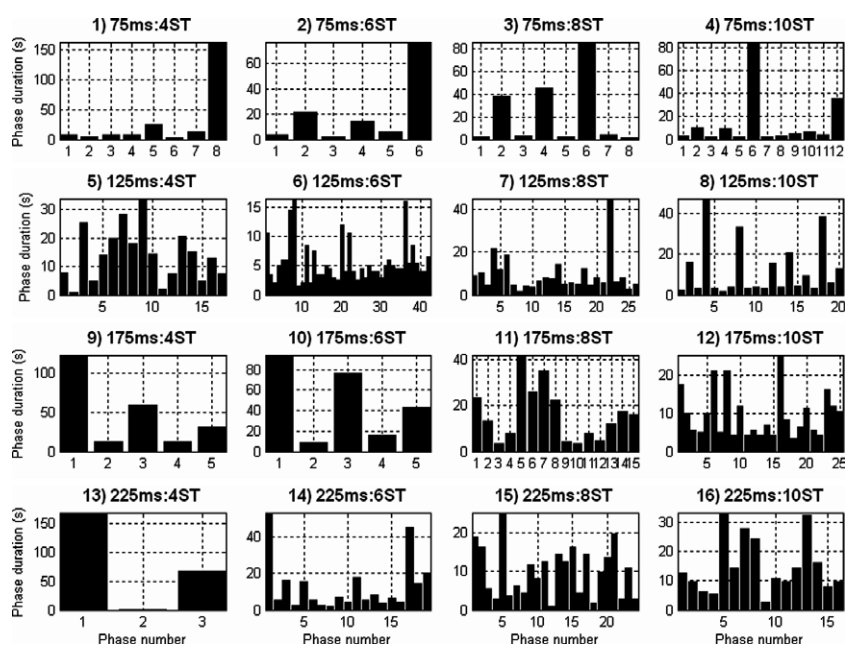 1) 75ms:4ST 2) 75ms:6ST 3) 75ms:8ST 4) 75ms:10ST
Phase duration (s)
150
100
50
0
1 2 3 4 5 6 7 8
60
40
20
0
1 2 3 4 5 6
80
60
40
20
0
1 2 3 4 5 6 7 8
80
60
40
20
0
1 2 3 4 5 6 7 8 9 10 11 12
5) 125ms:4ST 6) 125ms:6ST 7) 125ms:8ST 8) 125ms:10ST
Phase duration (s)
30
20
10
0
5 10 15
15
10
5
0
10 20 30 40
40
20
0
5 10 15 20 25
40
20
0
5 10 15 20
9) 175ms:4ST 10) 175ms:6ST 11) 175ms:8ST 12) 175ms:10ST
Phase duration (s)
100
50
0
1 2 3 4 5
80
60
40
20
0
1 2 3 4 5
40
20
0
1 2 3 4 5 6 7 8 9 10 11 12 13 14 15
20
10
0
5 10 15 20 25
13) 225ms:4ST 14) 225ms:6ST 15) 225ms:8ST 16) 225ms:10ST
Phase duration (s)
150
100
50
0
1 2 3
40
20
0
5 10 15
20
10
0
5 10 15 20
30
20
10
0
5 10 15
Phase number Phase number Phase number Phase number